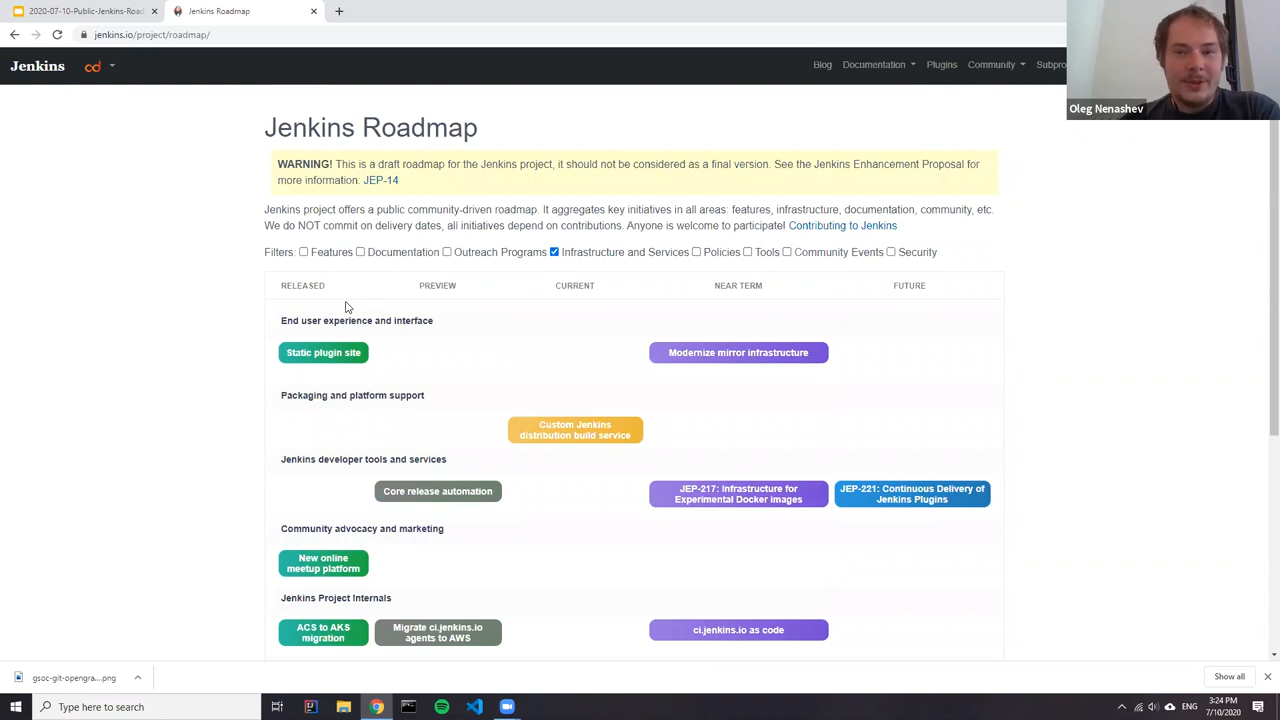 2020-07-10-Public-Jenkins-Road
Jenkins Roadmap
jenkins.io/project/roadmap/
Oleg Nenashev
Jenkins
cd
Blog
Documentation
Plugins
Community
Subpro
Jenkins Roadmap
WARNING! This is a draft roadmap for the Jenkins project, it should not be considered as a final version. See the Jenkins Enhancement Proposal for
more information: JEP-14
Jenkins project offers a public community-driven roadmap. It aggregates key initiatives in all areas: features, infrastructure, documentation, community, etc.
We do NOT commit on delivery dates, all initiatives depend on contributions. Anyone is welcome to participate! Contributing to Jenkins
Filters: Features Documentation Outreach Programs Infrastructure and Services Policies Tools Community Events Security
RELEASED PREVIEW CURRENT NEAR TERM FUTURE
End user experience and interface
Static plugin site
Modernize mirror infrastructure
Packaging and platform support
Custom Jenkins
distribution build service
Jenkins developer tools and services
Core release automation
JEP-217: Infrastructure for
Experimental Docker images
JEP-221: Continuous Delivery of
Jenkins Plugins
Community advocacy and marketing
New online
meetup platform
Jenkins Project Internals
ACS to AKS
migration
Migrate ci.jenkins.io
agents to AWS
ci.jenkins.io as code
gsoc-git-opengra....png
Show all
Type here to search
ENG
3:24 PM
7/10/2020